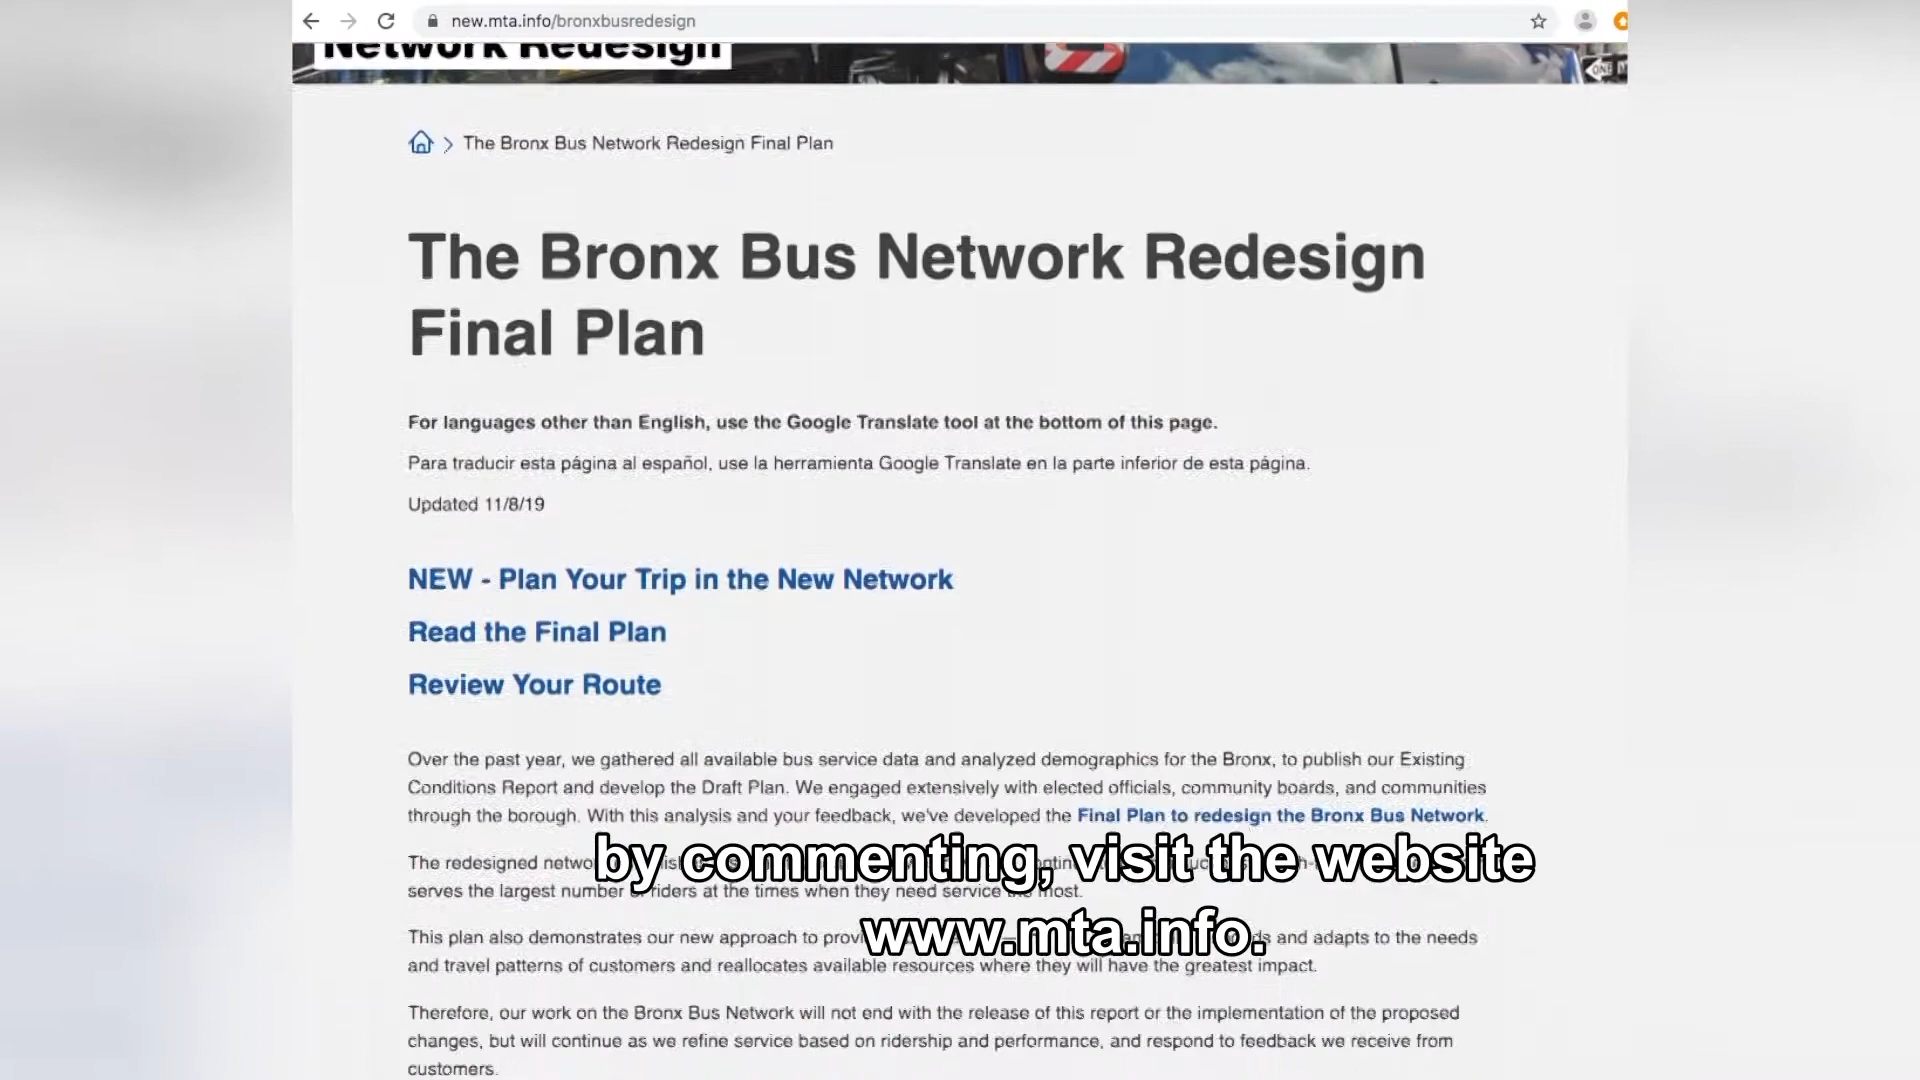 new.mta.info/bronxbusredesign
Network Redesign
ONE
The Bronx Bus Network Redesign Final Plan
The Bronx Bus Network Redesign
Final Plan
For languages other than English, use the Google Translate tool at the bottom of this page.
Para traducir esta página al español, use la herramienta Google Translate en la parte inferior de esta página.
Updated 11/8/19
NEW - Plan Your Trip in the New Network
Read the Final Plan
Review Your Route
Over the past year, we gathered all available bus service data and analyzed demographics for the Bronx, to publish our Existing
Conditions Report and develop the Draft Plan. We engaged extensively with elected officials, community boards, and communities
through the borough. With this analysis and your feedback, we've developed the Final Plan to redesign the Bronx Bus Network.
The redesigned
by commenting, visit the website
serves the largest number riders at the times when they need service most.
This plan also demonstrates our new approach to
www.mta.info.
and adapts to the needs
and travel patterns of customers and reallocates available resources where they will have the greatest impact.
Therefore, our work on the Bronx Bus Network will not end with the release of this report or the implementation of the proposed
changes, but will continue as we refine service based on ridership and performance, and respond to feedback we receive from
customers.